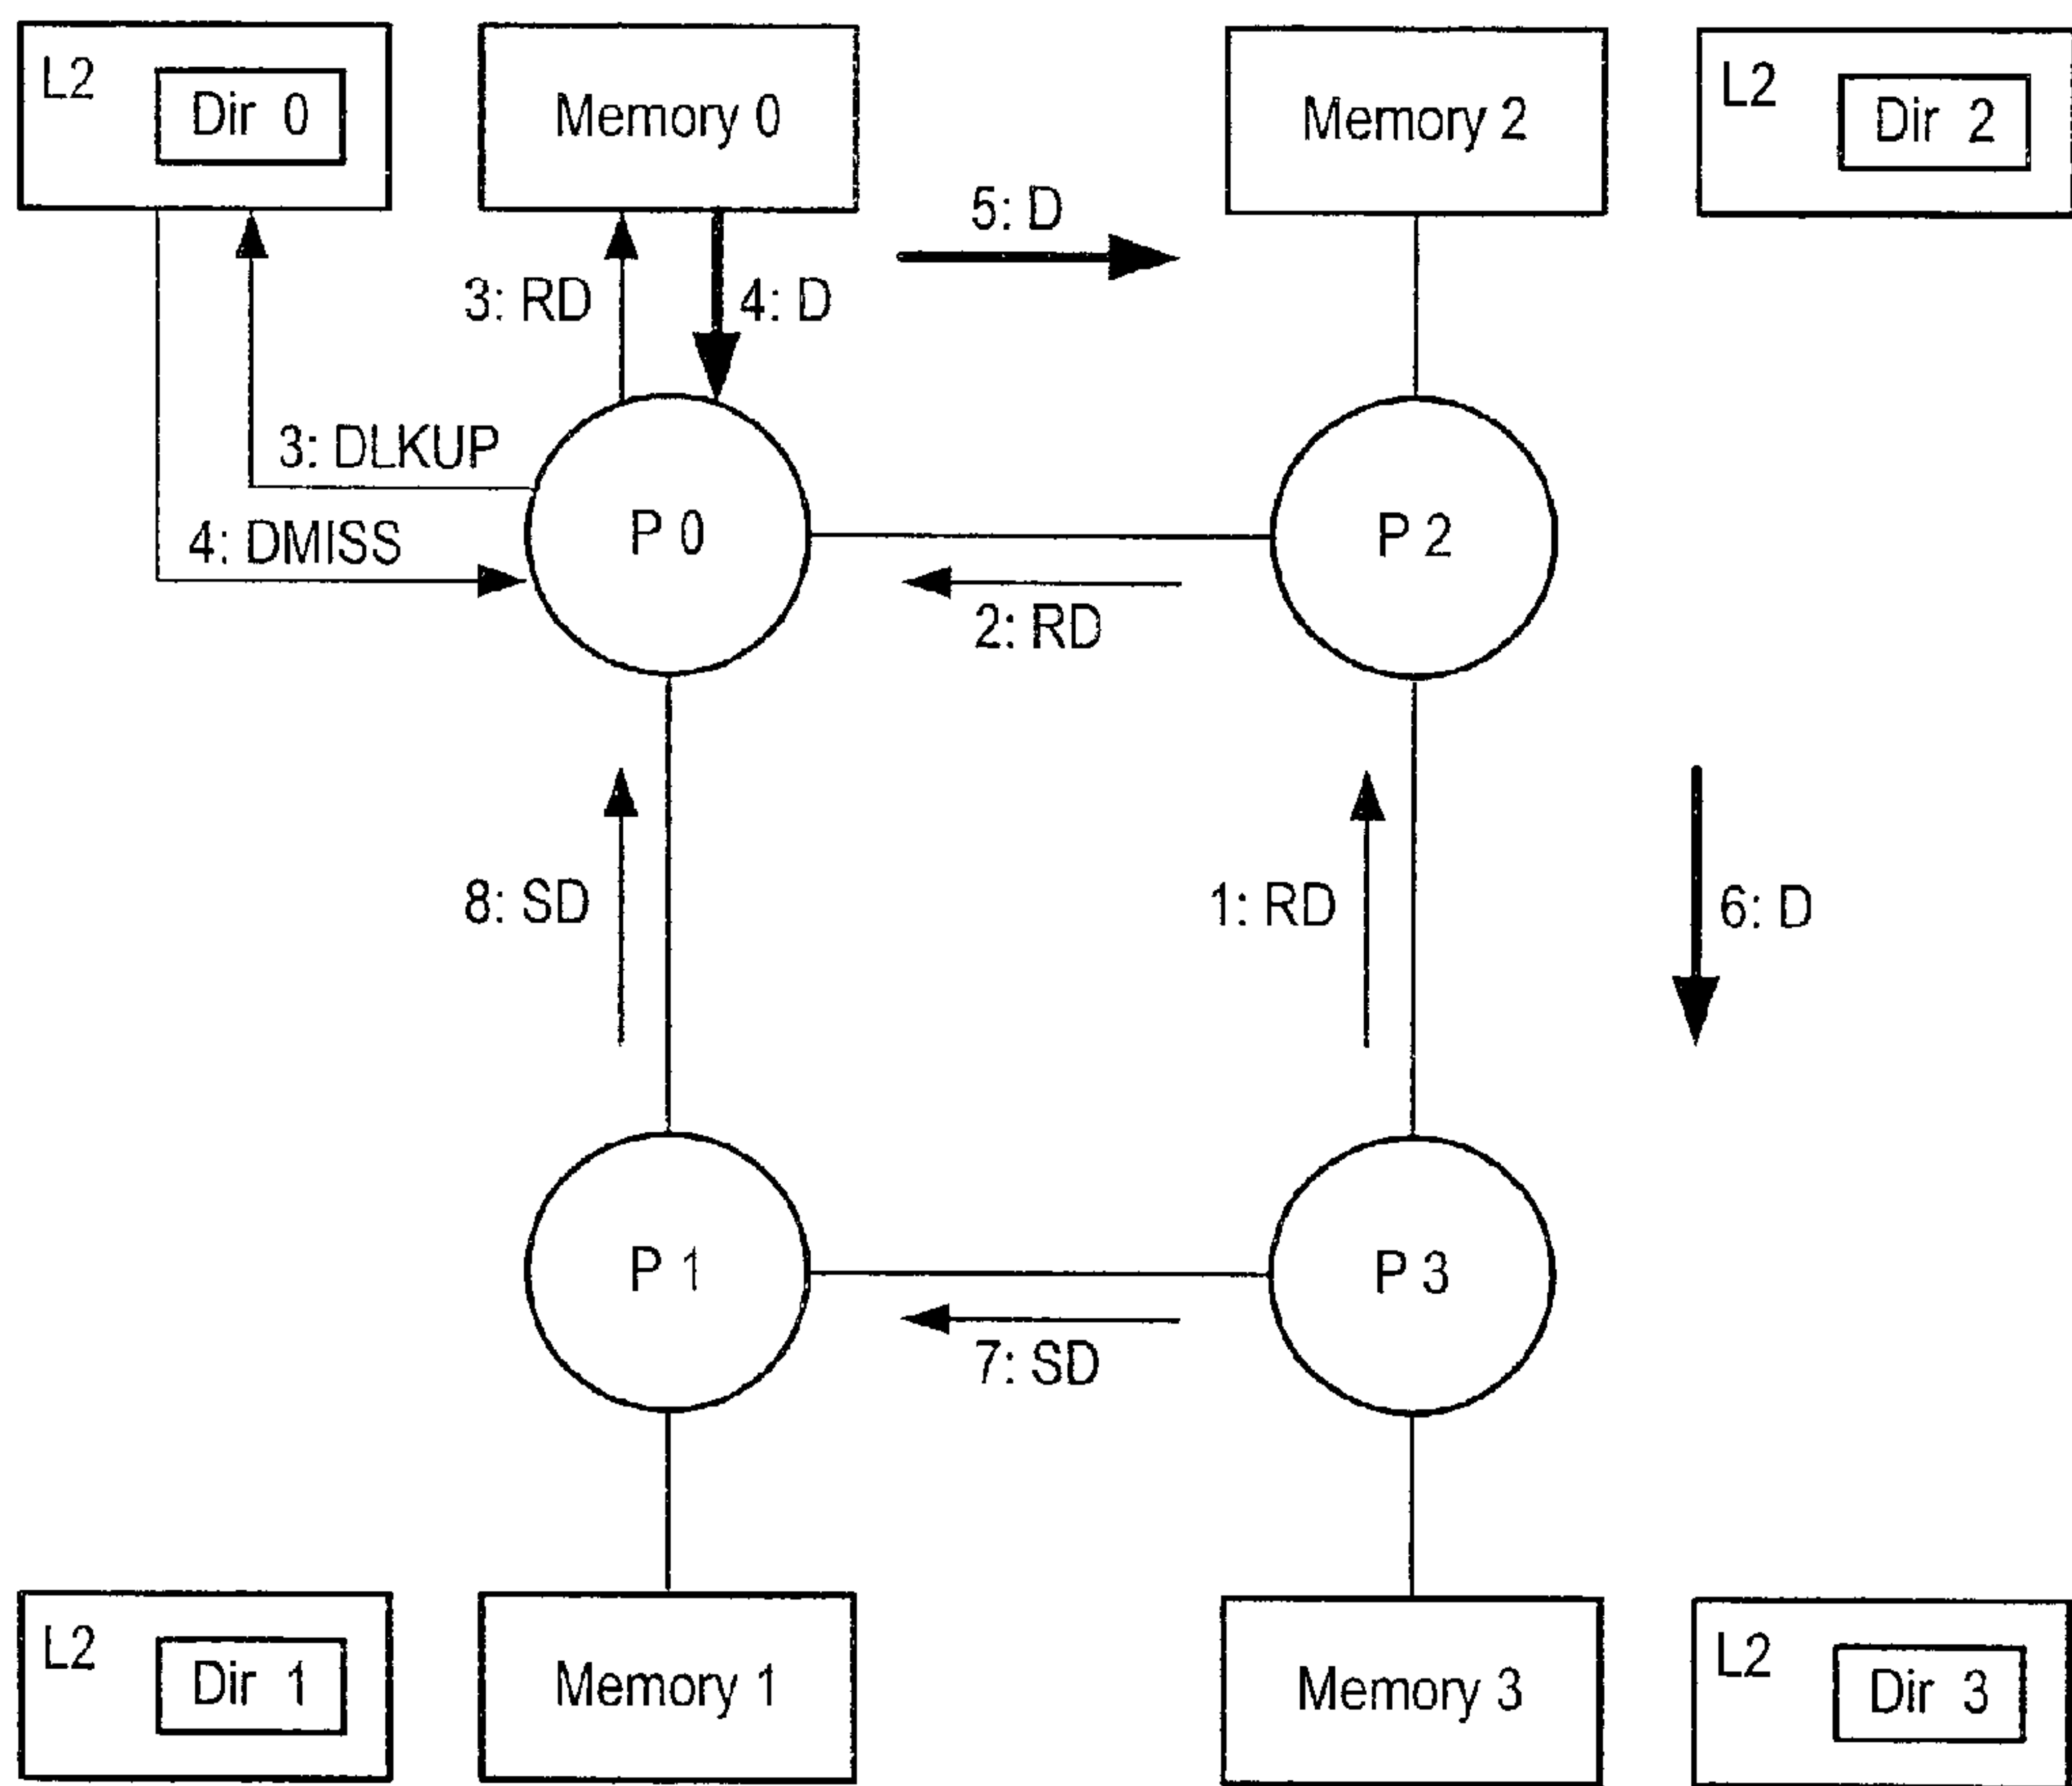 L2
Dir 0
Memory 0
Memory 2
L2
Dir 2
5: D
3: RD
4: D
3: DLKUP
P 0
P 2
4: DMISS
2: RD
8: SD
1: RD
6: D
P 1
P 3
7: SD
L2
Dir 1
Memory 1
Memory 3
L2
Dir 3